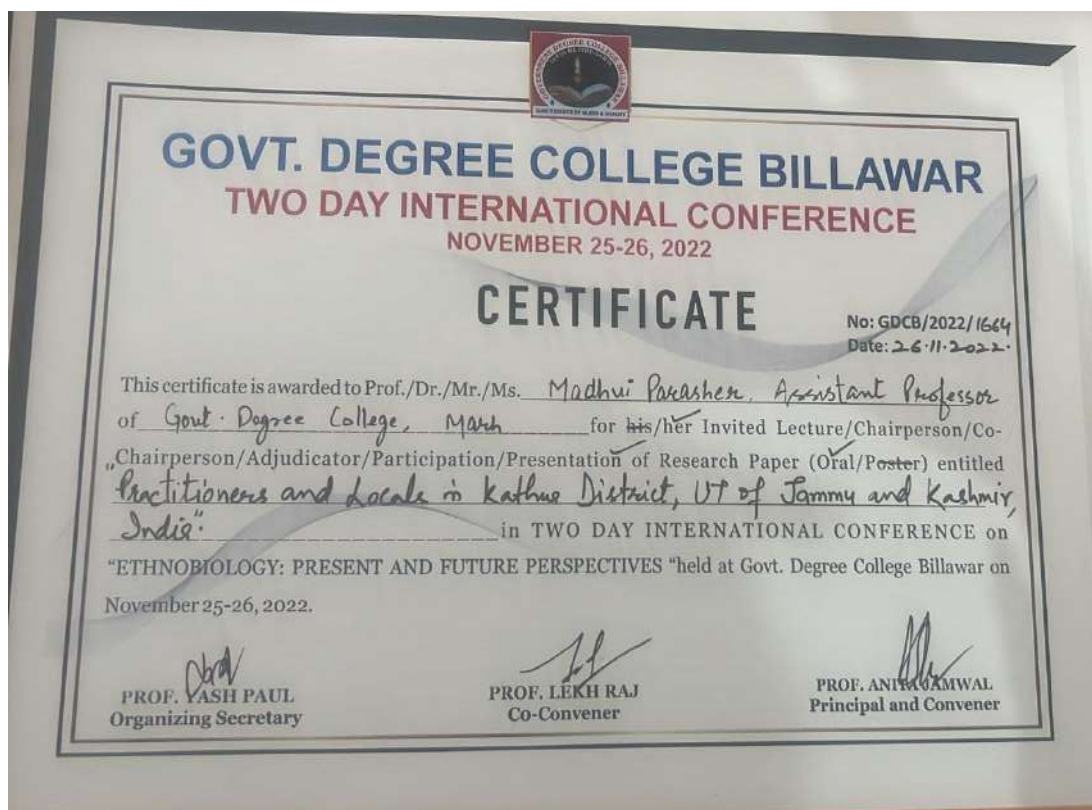 GOVT. DEGREE COLLEGE BILLAWAR
TWO DAY INTERNATIONAL CONFERENCE
NOVEMBER 25-26, 2022
CERTIFICATE
No: GDCB/2022/1664
Date: 26.11.2022.
This certificate is awarded to Prof./Dr./Mr./Ms. Madhvi Parasher, Assistant Professor
of Govt. Degree College, Marh for his/her Invited Lecture/Chairperson/Co-
Chairperson/Adjudicator/Participation/Presentation of Research Paper (Oral/Poster) entitled
"Practitioners and Locals in Kathua District, UT of Jammu and Kashmir,
India". in TWO DAY INTERNATIONAL CONFERENCE on
"ETHNOBIOLOGY: PRESENT AND FUTURE PERSPECTIVES "held at Govt. Degree College Billawar on
November 25-26, 2022.
PROF. YASH PAUL
Organizing Secretary
PROF. LEKH RAJ
Co-Convener
PROF. ANITA JAMWAL
Principal and Convener